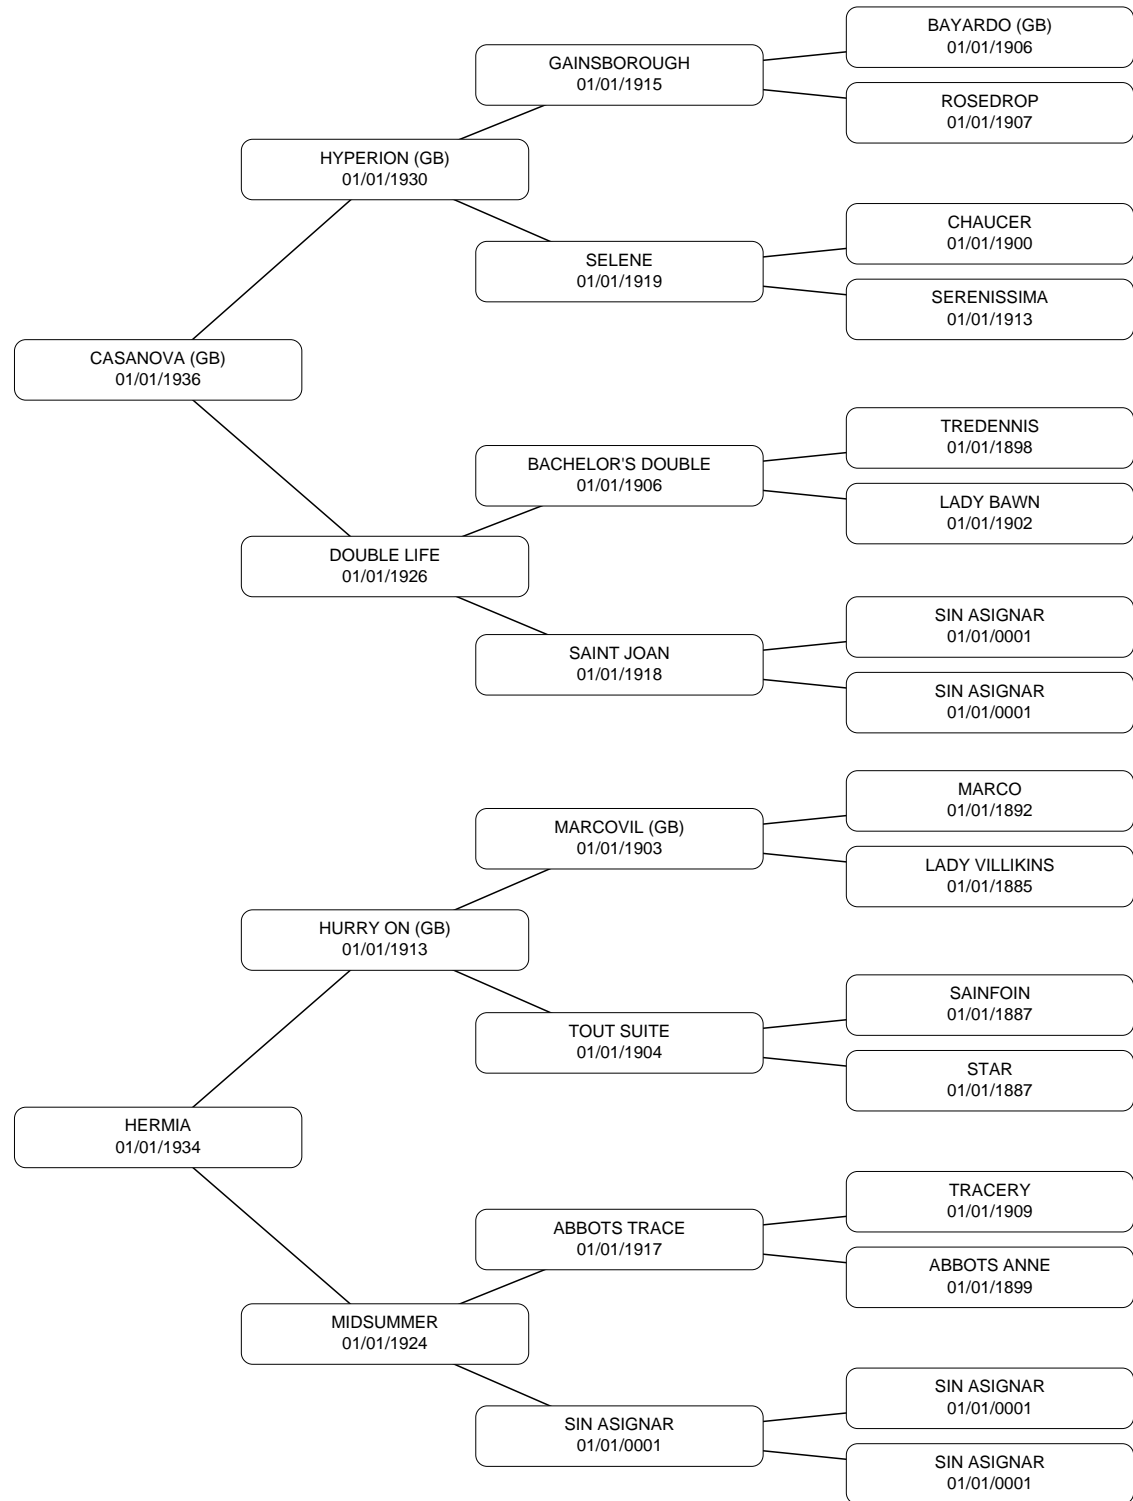 BAYARDO (GB)
01/01/1906
GAINSBOROUGH
01/01/1915
ROSEDROP
01/01/1907
HYPERION (GB)
01/01/1930
CHAUCER
01/01/1900
SELENE
01/01/1919
SERENISSIMA
01/01/1913
CASANOVA (GB)
01/01/1936
TREDENNIS
01/01/1898
BACHELOR'S DOUBLE
01/01/1906
LADY BAWN
01/01/1902
DOUBLE LIFE
01/01/1926
SIN ASIGNAR
01/01/0001
SAINT JOAN
01/01/1918
SIN ASIGNAR
01/01/0001
MARCO
01/01/1892
MARCOVIL (GB)
01/01/1903
LADY VILLIKINS
01/01/1885
HURRY ON (GB)
01/01/1913
SAINFOIN
01/01/1887
TOUT SUITE
01/01/1904
STAR
01/01/1887
HERMIA
01/01/1934
TRACERY
01/01/1909
ABBOTS TRACE
01/01/1917
ABBOTS ANNE
01/01/1899
MIDSUMMER
01/01/1924
SIN ASIGNAR
01/01/0001
SIN ASIGNAR
01/01/0001
SIN ASIGNAR
01/01/0001